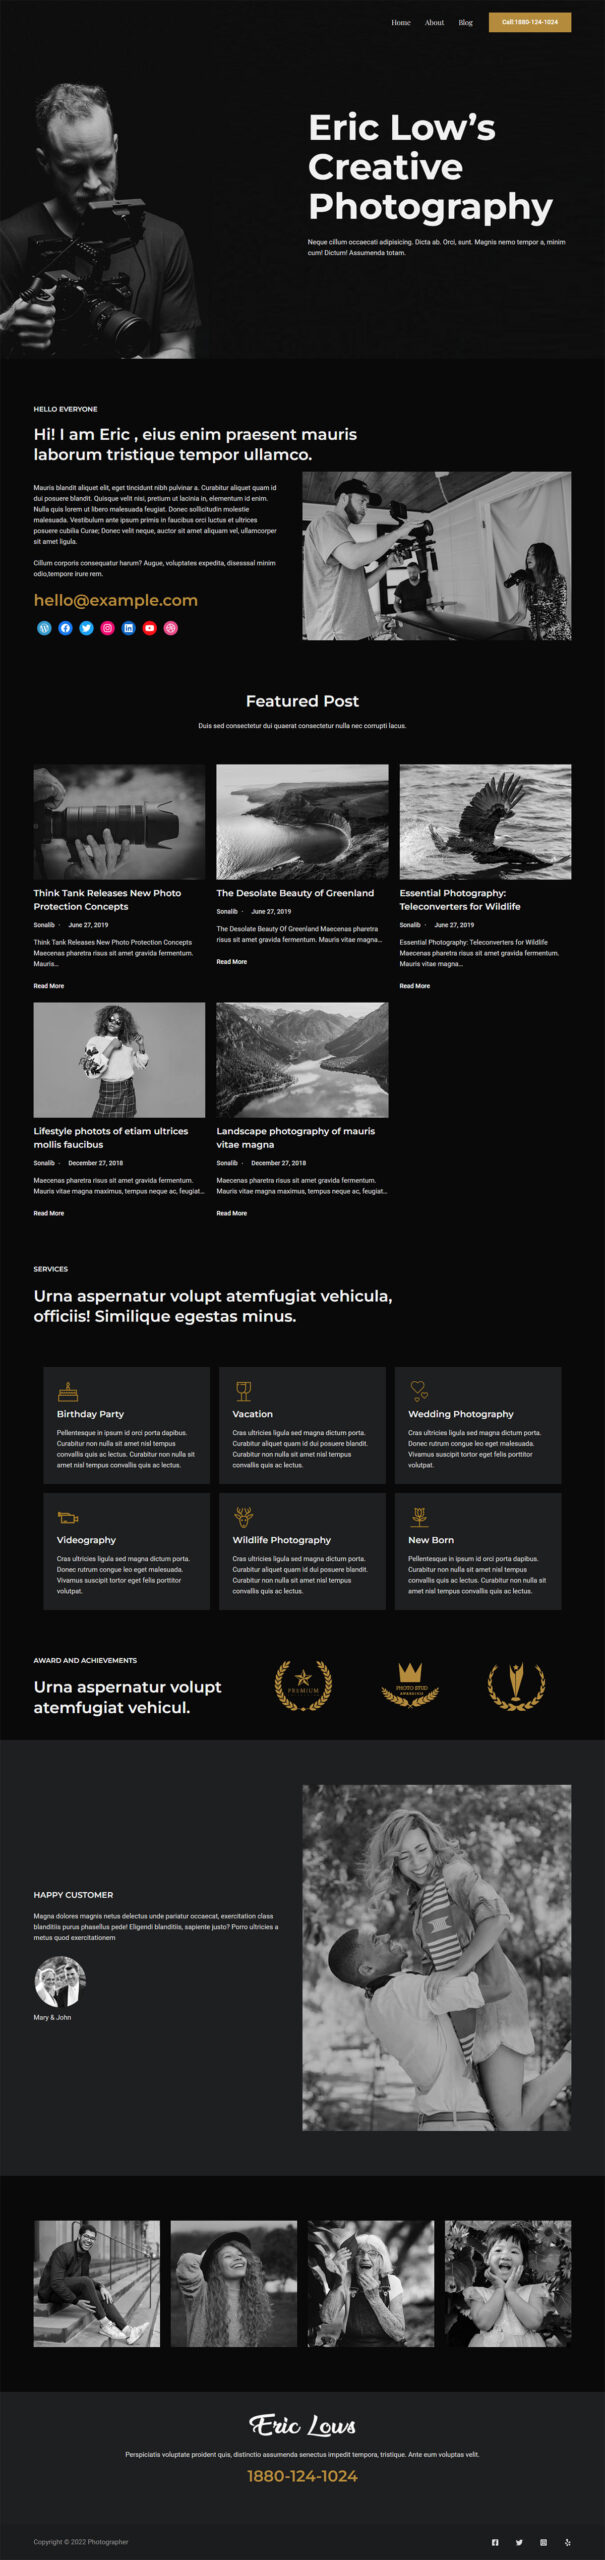 Home About Blog Call:1880-124-1024
Eric Low's
Creative
Photography
Neque cillum occaecati adipisicing. Dicta ab. Orci, sunt. Magnis nemo tempor a, minim
cum! Dictum! Assumenda totam.
HELLO EVERYONE
Hi! I am Eric , eius enim praesent mauris
laborum tristique tempor ullamco.
Mauris blandit aliquet elit, eget tincidunt nibh pulvinar a. Curabitur aliquet quam id
dui posuere blandit. Quisque velit nisi, pretium ut lacinia in, elementum id enim.
Nulla quis lorem ut libero malesuada feugiat. Donec sollicitudin molestie
malesuada. Vestibulum ante ipsum primis in faucibus orci luctus et ultrices
posuere cubilia Curae; Donec velit neque, auctor sit amet aliquam vel, ullamcorper
sit amet ligula.
Cillum corporis consequatur harum? Augue, voluptates expedita, disesssal minim
odio,tempore irure rem.
hello@example.com
Featured Post
Duis sed consectetur dui quaerat consectetur nulla nec corrupti lacus.
Think Tank Releases New Photo
Protection Concepts
Sonalib · June 27, 2019
Think Tank Releases New Photo Protection Concepts
Maecenas pharetra risus sit amet gravida fermentum.
Mauris…
Read More
The Desolate Beauty of Greenland
Sonalib · June 27, 2019
The Desolate Beauty Of Greenland Maecenas pharetra
risus sit amet gravida fermentum. Mauris vitae magna…
Read More
Essential Photography:
Teleconverters for Wildlife
Sonalib · June 27, 2019
Essential Photography: Teleconverters for Wildlife
Maecenas pharetra risus sit amet gravida fermentum.
Mauris vitae magna…
Read More
Lifestyle photots of etiam ultrices
mollis faucibus
Sonalib · December 27, 2018
Maecenas pharetra risus sit amet gravida fermentum.
Mauris vitae magna maximus, tempus neque ac, feugiat…
Read More
Landscape photography of mauris
vitae magna
Sonalib · December 27, 2018
Maecenas pharetra risus sit amet gravida fermentum.
Mauris vitae magna maximus, tempus neque ac, feugiat…
Read More
SERVICES
Urna aspernatur volupt atemfugiat vehicula,
officiis! Similique egestas minus.
Birthday Party
Pellentesque in ipsum id orci porta dapibus.
Curabitur non nulla sit amet nisl tempus
convallis quis ac lectus. Curabitur non nulla sit
amet nisl tempus convallis quis ac lectus.
Vacation
Cras ultricies ligula sed magna dictum porta.
Curabitur aliquet quam id dui posuere blandit.
Curabitur non nulla sit amet nisl tempus
convallis quis ac lectus.
Wedding Photography
Cras ultricies ligula sed magna dictum porta.
Donec rutrum congue leo eget malesuada.
Vivamus suscipit tortor eget felis porttitor
volutpat.
Videography
Cras ultricies ligula sed magna dictum porta.
Donec rutrum congue leo eget malesuada.
Vivamus suscipit tortor eget felis porttitor
volutpat.
Wildlife Photography
Cras ultricies ligula sed magna dictum porta.
Curabitur aliquet quam id dui posuere blandit.
Curabitur non nulla sit amet nisl tempus
convallis quis ac lectus.
New Born
Pellentesque in ipsum id orci porta dapibus.
Curabitur non nulla sit amet nisl tempus
convallis quis ac lectus. Curabitur non nulla sit
amet nisl tempus convallis quis ac lectus.
AWARD AND ACHIEVEMENTS
Urna aspernatur volupt
atemfugiat vehicul.
PREMIUM
PHOTO STUD
HAPPY CUSTOMER
Magna dolores magnis netus delectus unde pariatur occaecat, exercitation class
blanditiis purus phasellus pede! Eligendi blanditiis, sapiente justo? Porro ultricies a
metus quod exercitationem
Mary & John
Eric Lows
Perspiciatis voluptate proident quis, distinctio assumenda senectus impedit tempora, tristique. Ante eum voluptas velit.
1880-124-1024
Copyright © 2022 Photographer